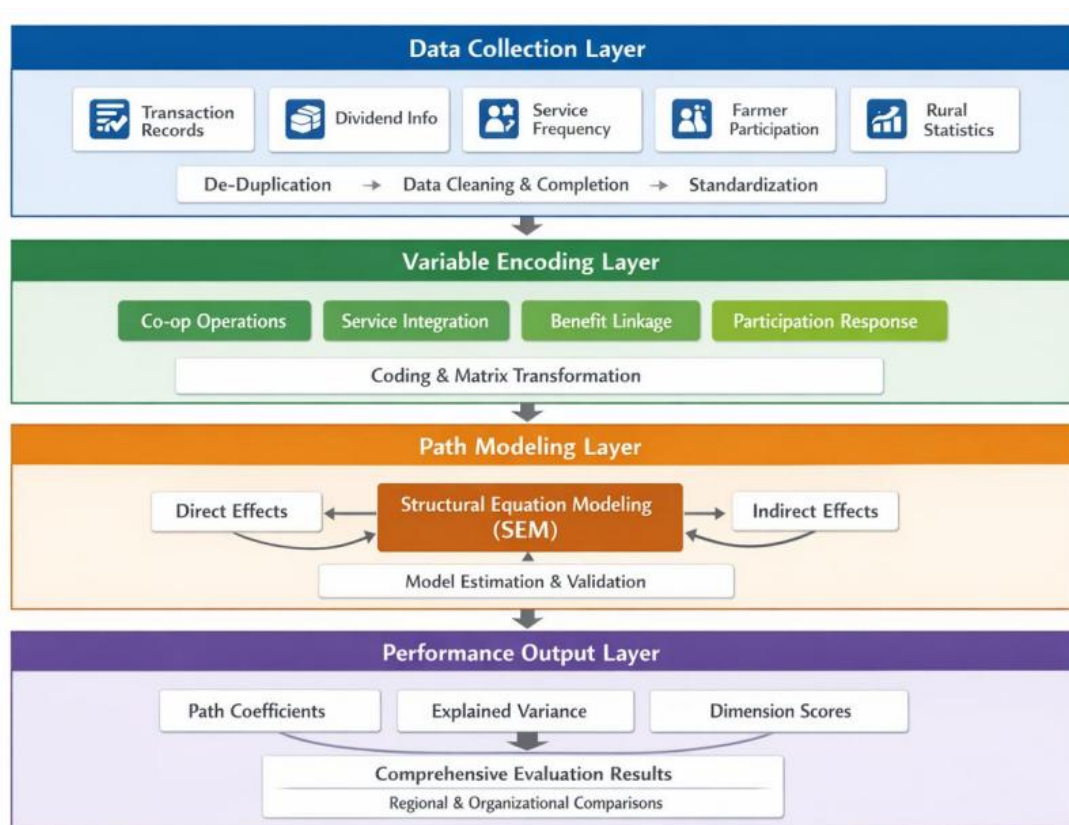 Data Collection Layer
Transaction
Records
Dividend Info
Service
Frequency
Farmer
Participation
Rural
Statistics
De-Duplication → Data Cleaning & Completion → Standardization
Variable Encoding Layer
Co-op Operations
Service Integration
Benefit Linkage
Participation Response
Coding & Matrix Transformation
Path Modeling Layer
Direct Effects
Structural Equation Modeling
(SEM)
Indirect Effects
Model Estimation & Validation
Performance Output Layer
Path Coefficients
Explained Variance
Dimension Scores
Comprehensive Evaluation Results
Regional & Organizational Comparisons